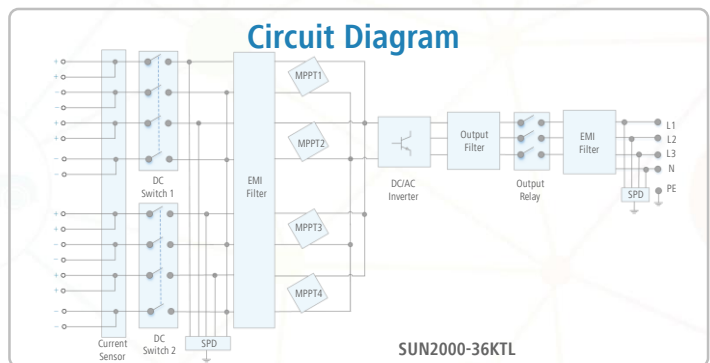 Circuit Diagram
+
+
−
−
+
+
−
−
+
+
−
−
+
+
−
−
Current
Sensor
DC
Switch 1
DC
Switch 2
SPD
EMI
Filter
MPPT1
MPPT2
MPPT3
MPPT4
DC/AC
Inverter
Output
Filter
Output
Relay
EMI
Filter
SPD
L1
L2
L3
N
PE
SUN2000-36KTL